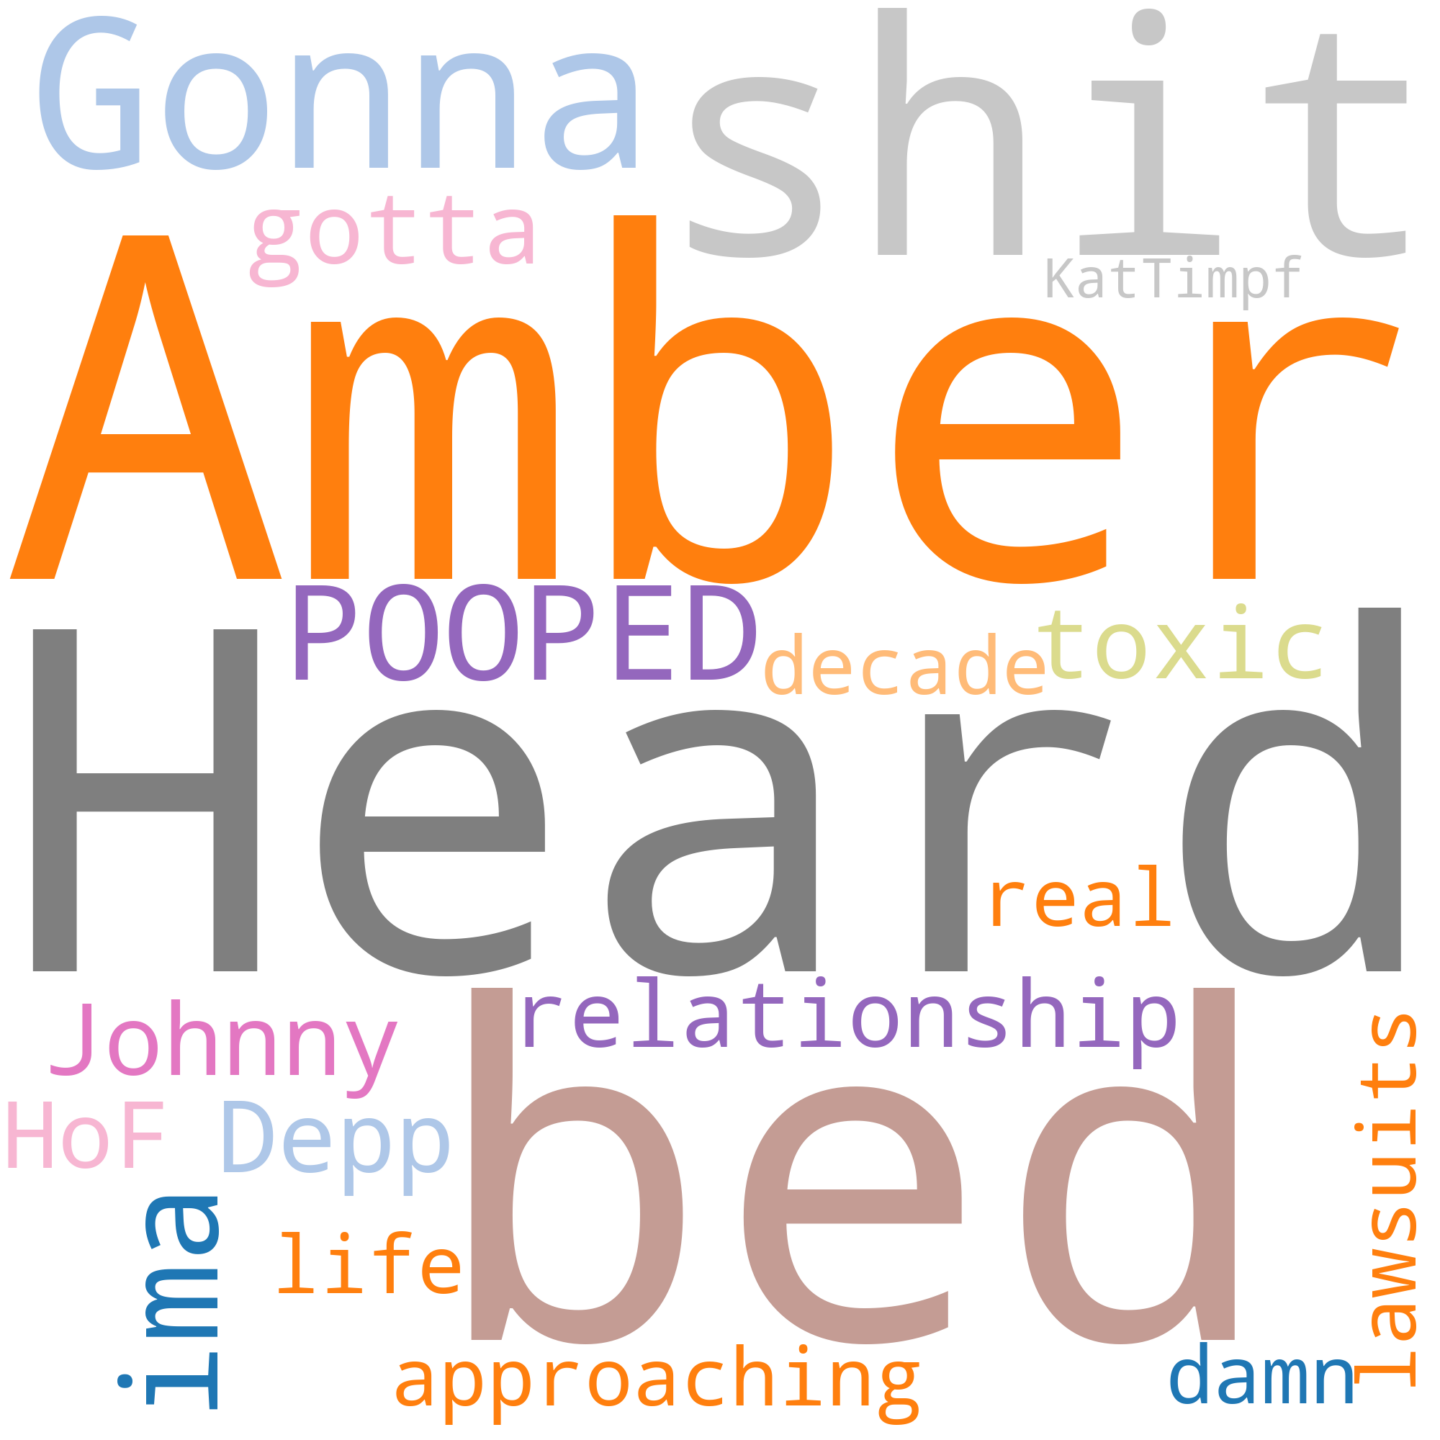 Gonna
shit
gotta
KatTimpf
Amber
POOPED
decade
toxic
Heard
real
relationship
Johnny
bed
HoF
Depp
ima
life
lawsuits
approaching
damn